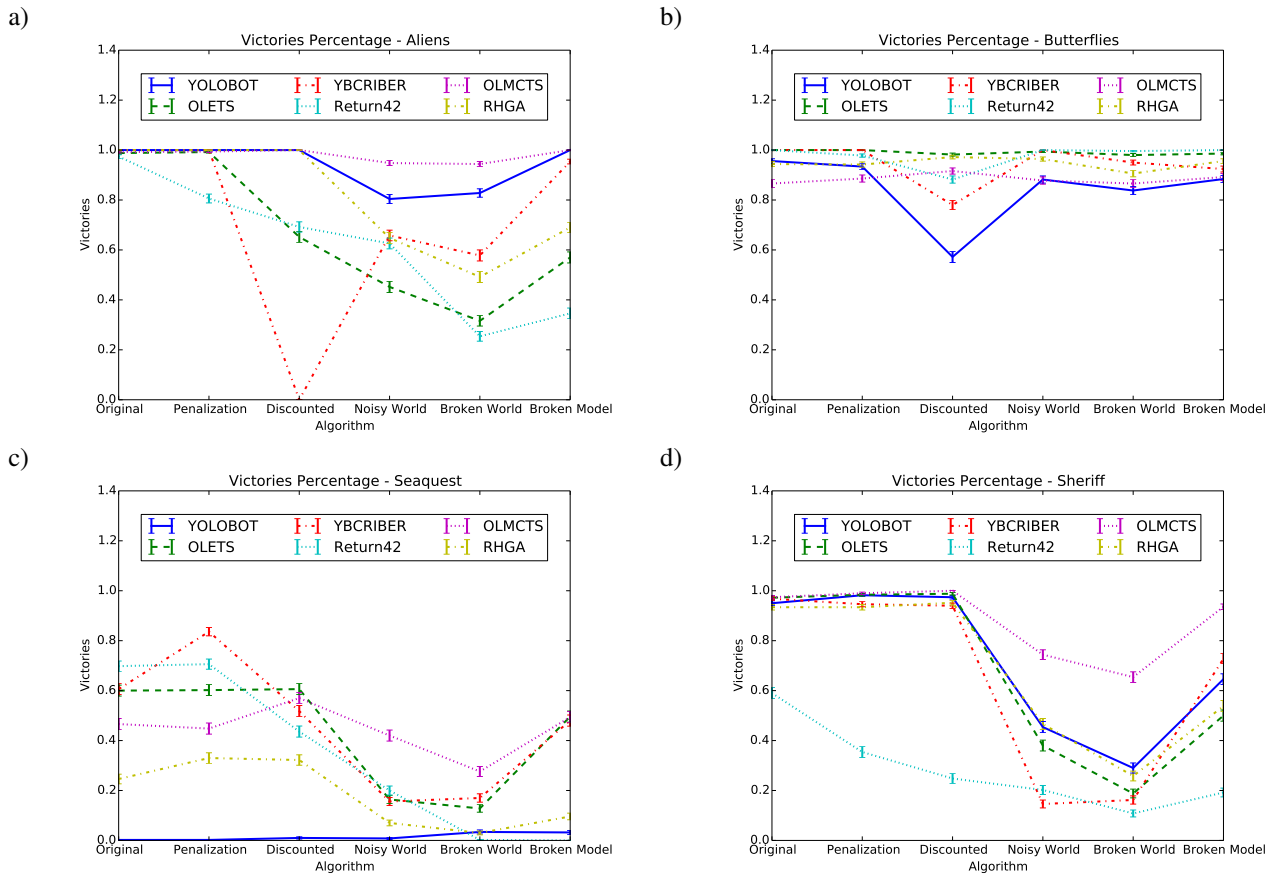 a)
Victories Percentage - Aliens
1.4
1.2
1.0
0.8
0.6
0.4
0.2
0.0
Victories
YOLOBOT YBCRIBER OLMCTS
OLETS Return42 RHGA
Original Penalization Discounted Noisy World Broken World Broken Model
Algorithm
b)
Victories Percentage - Butterflies
1.4
1.2
1.0
0.8
0.6
0.4
0.2
0.0
Victories
YOLOBOT YBCRIBER OLMCTS
OLETS Return42 RHGA
Original Penalization Discounted Noisy World Broken World Broken Model
Algorithm
c)
Victories Percentage - Seaquest
1.4
1.2
1.0
0.8
0.6
0.4
0.2
0.0
Victories
YOLOBOT YBCRIBER OLMCTS
OLETS Return42 RHGA
Original Penalization Discounted Noisy World Broken World Broken Model
Algorithm
d)
Victories Percentage - Sheriff
1.4
1.2
1.0
0.8
0.6
0.4
0.2
0.0
Victories
YOLOBOT YBCRIBER OLMCTS
OLETS Return42 RHGA
Original Penalization Discounted Noisy World Broken World Broken Model
Algorithm